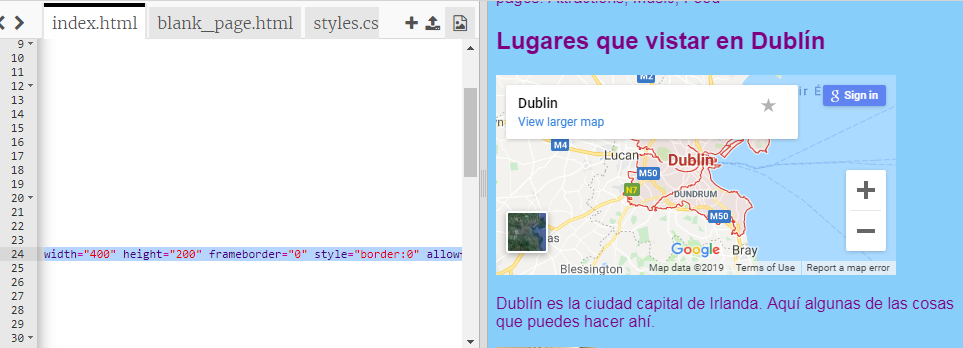 index.html
blank_page.html
styles.cs
9
10
11
12
13
14
15
16
17
18
19
20
21
22
23
24 width="400" height="200" frameborder="0" style="border:0" allow
25
26
27
28
29
30
pages: Attractions, Music, Food
Lugares que vistar en Dublín
Dublin
View larger map
Sign in
M2
M4
Lucan
Dublin
M50
N7
DUNDRUM
M50
as
Google
Bray
Blessington
Map data ©2019
Terms of Use
Report a map error
Dublín es la ciudad capital de Irlanda. Aquí algunas de las cosas
que puedes hacer ahí.